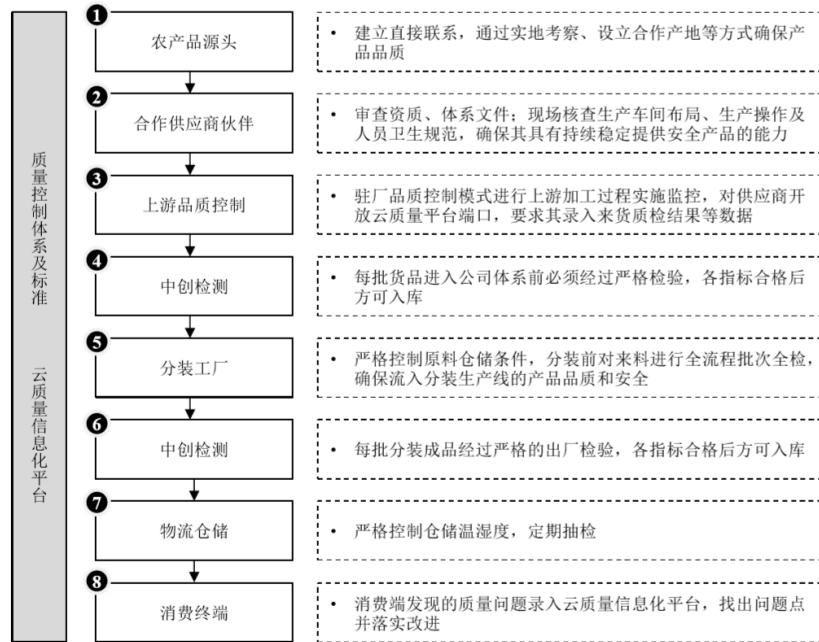 质量控制体系及标准
云质量信息化平台
1
农产品源头
• 建立直接联系，通过实地考察、设立合作产地等方式确保产
品品质
2
合作供应商伙伴
• 审查资质、体系文件；现场核查生产车间布局、生产操作及
人员卫生规范，确保其具有持续稳定提供安全产品的能力
3
上游品质控制
• 驻厂品质控制模式进行上游加工过程实施监控，对供应商开
放云质量平台端口，要求其录入来货质检结果等数据
4
中创检测
• 每批货品进入公司体系前必须经过严格检验，各指标合格后
方可入库
5
分装工厂
• 严格控制原料仓储条件，分装前对来料进行全流程批次全检，
确保流入分装生产线的产品品质和安全
6
中创检测
• 每批分装成品经过严格的出厂检验，各指标合格后方可入库
7
物流仓储
• 严格控制仓储温湿度，定期抽检
8
消费终端
• 消费端发现的质量问题录入云质量信息化平台，找出问题点
并落实改进